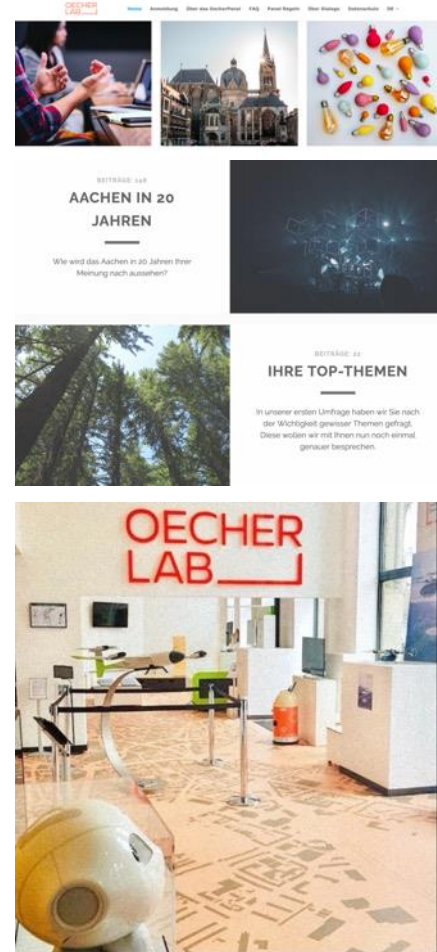 OECHER
LAB
Home Anmeldung Über das OecherPanel FAQ Panel Regeln Über Dialoge Datenschutz DE
BEITRÄGE: 148
AACHEN IN 20
JAHREN
Wie wird das Aachen in 20 Jahren Ihrer
Meinung nach aussehen?
BEITRÄGE: 22
IHRE TOP-THEMEN
In unserer ersten Umfrage haben wir Sie nach
der Wichtigkeit gewisser Themen gefragt.
Diese wollen wir mit Ihnen nun noch einmal
genauer besprechen.
OECHER
LAB